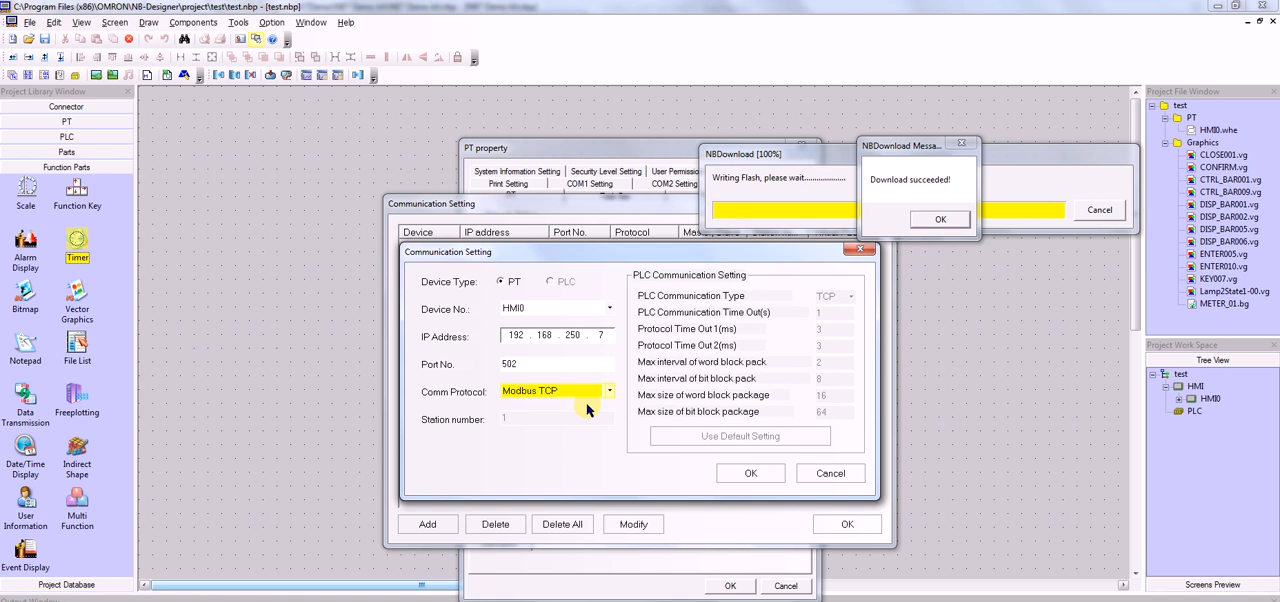 C:\Program Files (x86)\OMRON\NB-Designer\project\test\test.nbp - [test.nbp]
File Edit View Screen Draw Components Tools Option Window Help
Project Library Window
Connector
PT
PLC
Parts
Function Parts
Scale Function Key
Alarm Display Timer
Bitmap Vector Graphics
Notepad File List
Data Transfer Freeplotting
Date/Time Display Indirect Shape
User Information Multi Function
Event Display
Project Database
PT property
System Information Setting Security Level Setting User Permissio
Print Setting COM1 Setting COM2 Setting
OK Cancel
NBDownload [100%]
Writing Flash, please wait....................
Cancel
NBDownload Messa...
Download succeeded!
OK
Communication Setting
Device IP address Port No. Protocol
Add Delete Delete All Modify OK
Communication Setting
Device Type: PT PLC
Device No.: HMI0
IP Address: 192 . 168 . 250 . 7
Port No. 502
Comm Protocol: Modbus TCP
Station number: 1
PLC Communication Setting
PLC Communication Type TCP
PLC Communication Time Out(s) 1
Protocol Time Out 1(ms) 3
Protocol Time Out 2(ms) 3
Max interval of word block pack 2
Max interval of bit block pack 8
Max size of word block package 16
Max size of bit block package 64
Use Default Setting
OK Cancel
Project File Window
test
PT
HMI0.whe
Graphics
CLOSE001.vg
CONFIRM.vg
CTRL_BAR001.vg
CTRL_BAR009.vg
DISP_BAR001.vg
DISP_BAR002.vg
DISP_BAR005.vg
DISP_BAR006.vg
ENTER005.vg
ENTER010.vg
KEY007.vg
Lamp2State1-00.vg
METER_01.bg
Project Work Space
Tree View
test
HMI
HMI0
PLC
Screens Preview